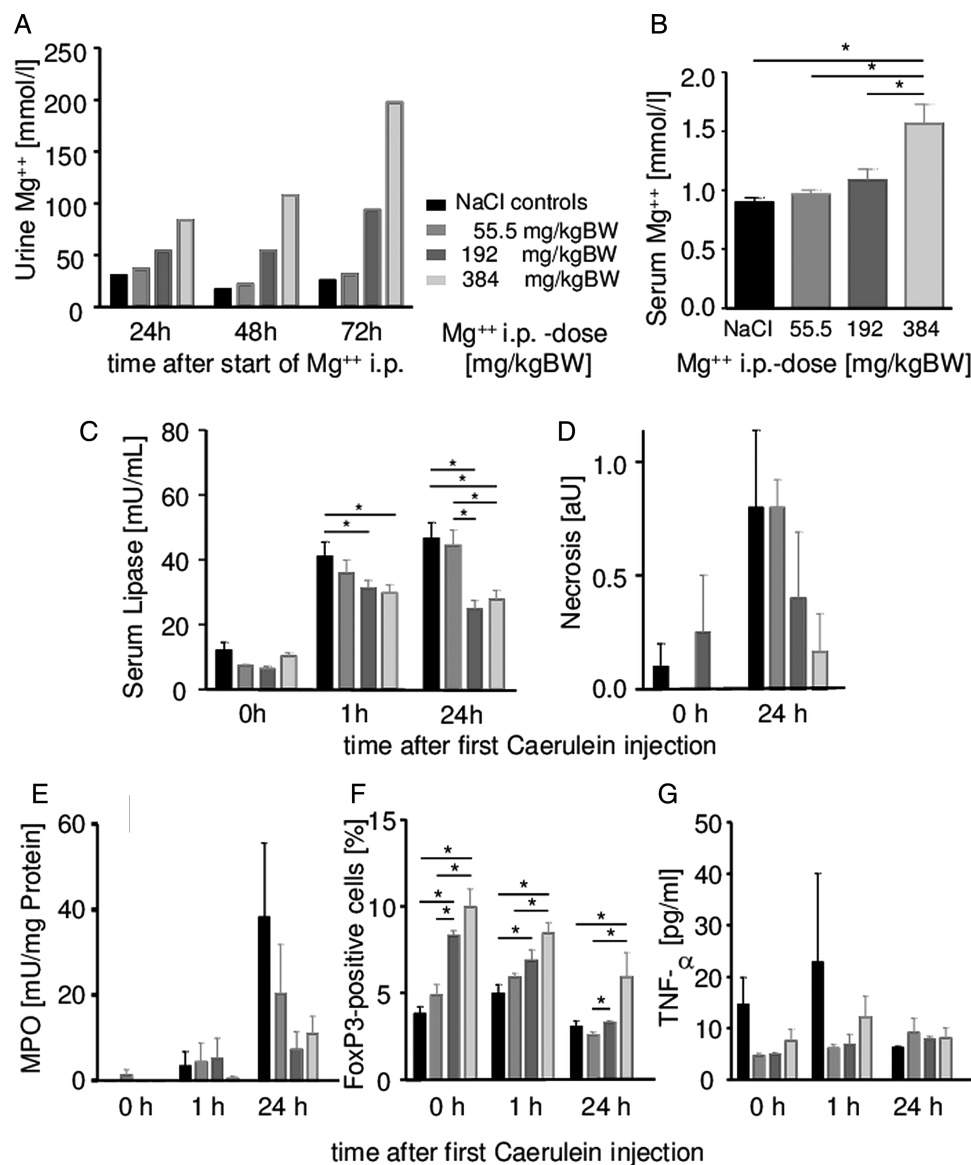 A
Urine Mg++ [mmol/l]
250
200
150
100
50
0
24h 48h 72h
time after start of Mg++ i.p.
NaCl controls
55.5 mg/kgBW
192 mg/kgBW
384 mg/kgBW
Mg++ i.p. -dose
[mg/kgBW]
B
Serum Mg++ [mmol/l]
2.0
1.5
1.0
0.5
0.0
* * *
NaCl 55.5 192 384
Mg++ i.p.-dose [mg/kgBW]
C
Serum Lipase [mU/mL]
80
60
40
20
0
* *
* * * *
0h 1h 24h
D
Necrosis [aU]
1.0
0.5
0.0
0 h 24 h
time after first Caerulein injection
E
MPO [mU/mg Protein]
60
40
20
0
0 h 1 h 24 h
F
FoxP3-positive cells [%]
15
10
5
0
* * * *
* * *
* * *
0 h 1 h 24 h
G
TNF-α [pg/ml]
50
40
30
20
10
0
0 h 1 h 24 h
time after first Caerulein injection